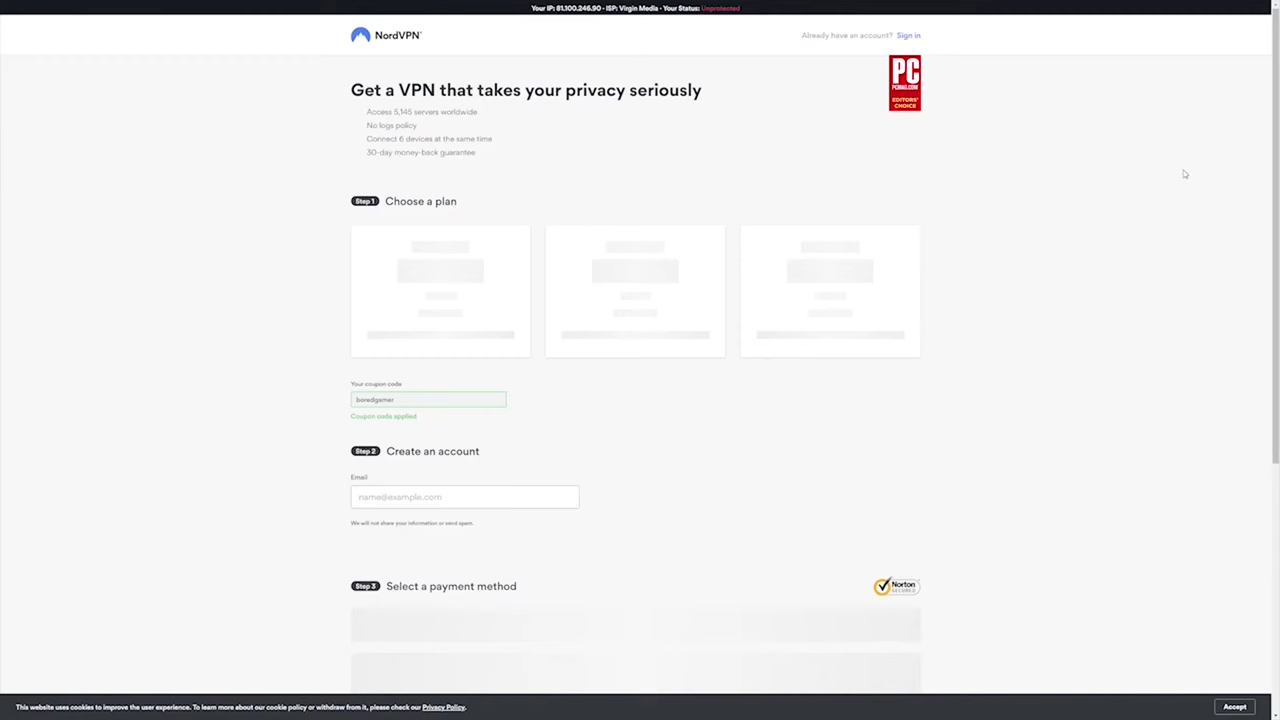 Your IP: 81.100.246.90 - ISP: Virgin Media - Your Status: Unprotected
NordVPN
Already have an account? Sign in
PC
PCMAG.COM
EDITORS'
CHOICE
Get a VPN that takes your privacy seriously
Access 5,145 servers worldwide
No logs policy
Connect 6 devices at the same time
30-day money-back guarantee
Step 1 Choose a plan
Your coupon code
boredgamer
Coupon code applied
Step 2 Create an account
Email
name@example.com
We will not share your information or send spam.
Step 3 Select a payment method
Norton
SECURED
This website uses cookies to improve the user experience. To learn more about our cookie policy or withdraw from it, please check our Privacy Policy.
Accept